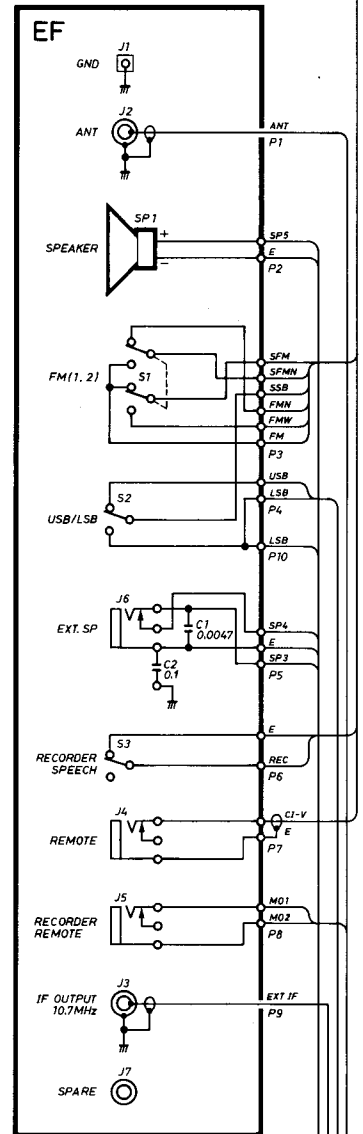 EF
J1
GND
J2
ANT
ANT
P1
SP1
+
SP5
SPEAKER
E
−
P2
SFM
SFMN
FM(1, 2)
S1
SSB
FMN
FMW
FM
P3
USB
S2
LSB
USB/LSB
P4
LSB
P10
J6
EXT. SP
C1
0.0047
SP4
E
C2
0.1
SP3
P5
S3
E
RECORDER
SPEECH
REC
P6
J4
CI-V
REMOTE
E
P7
J5
MO1
RECORDER
REMOTE
MO2
P8
J3
IF OUTPUT
10.7MHz
EXT IF
P9
J7
SPARE